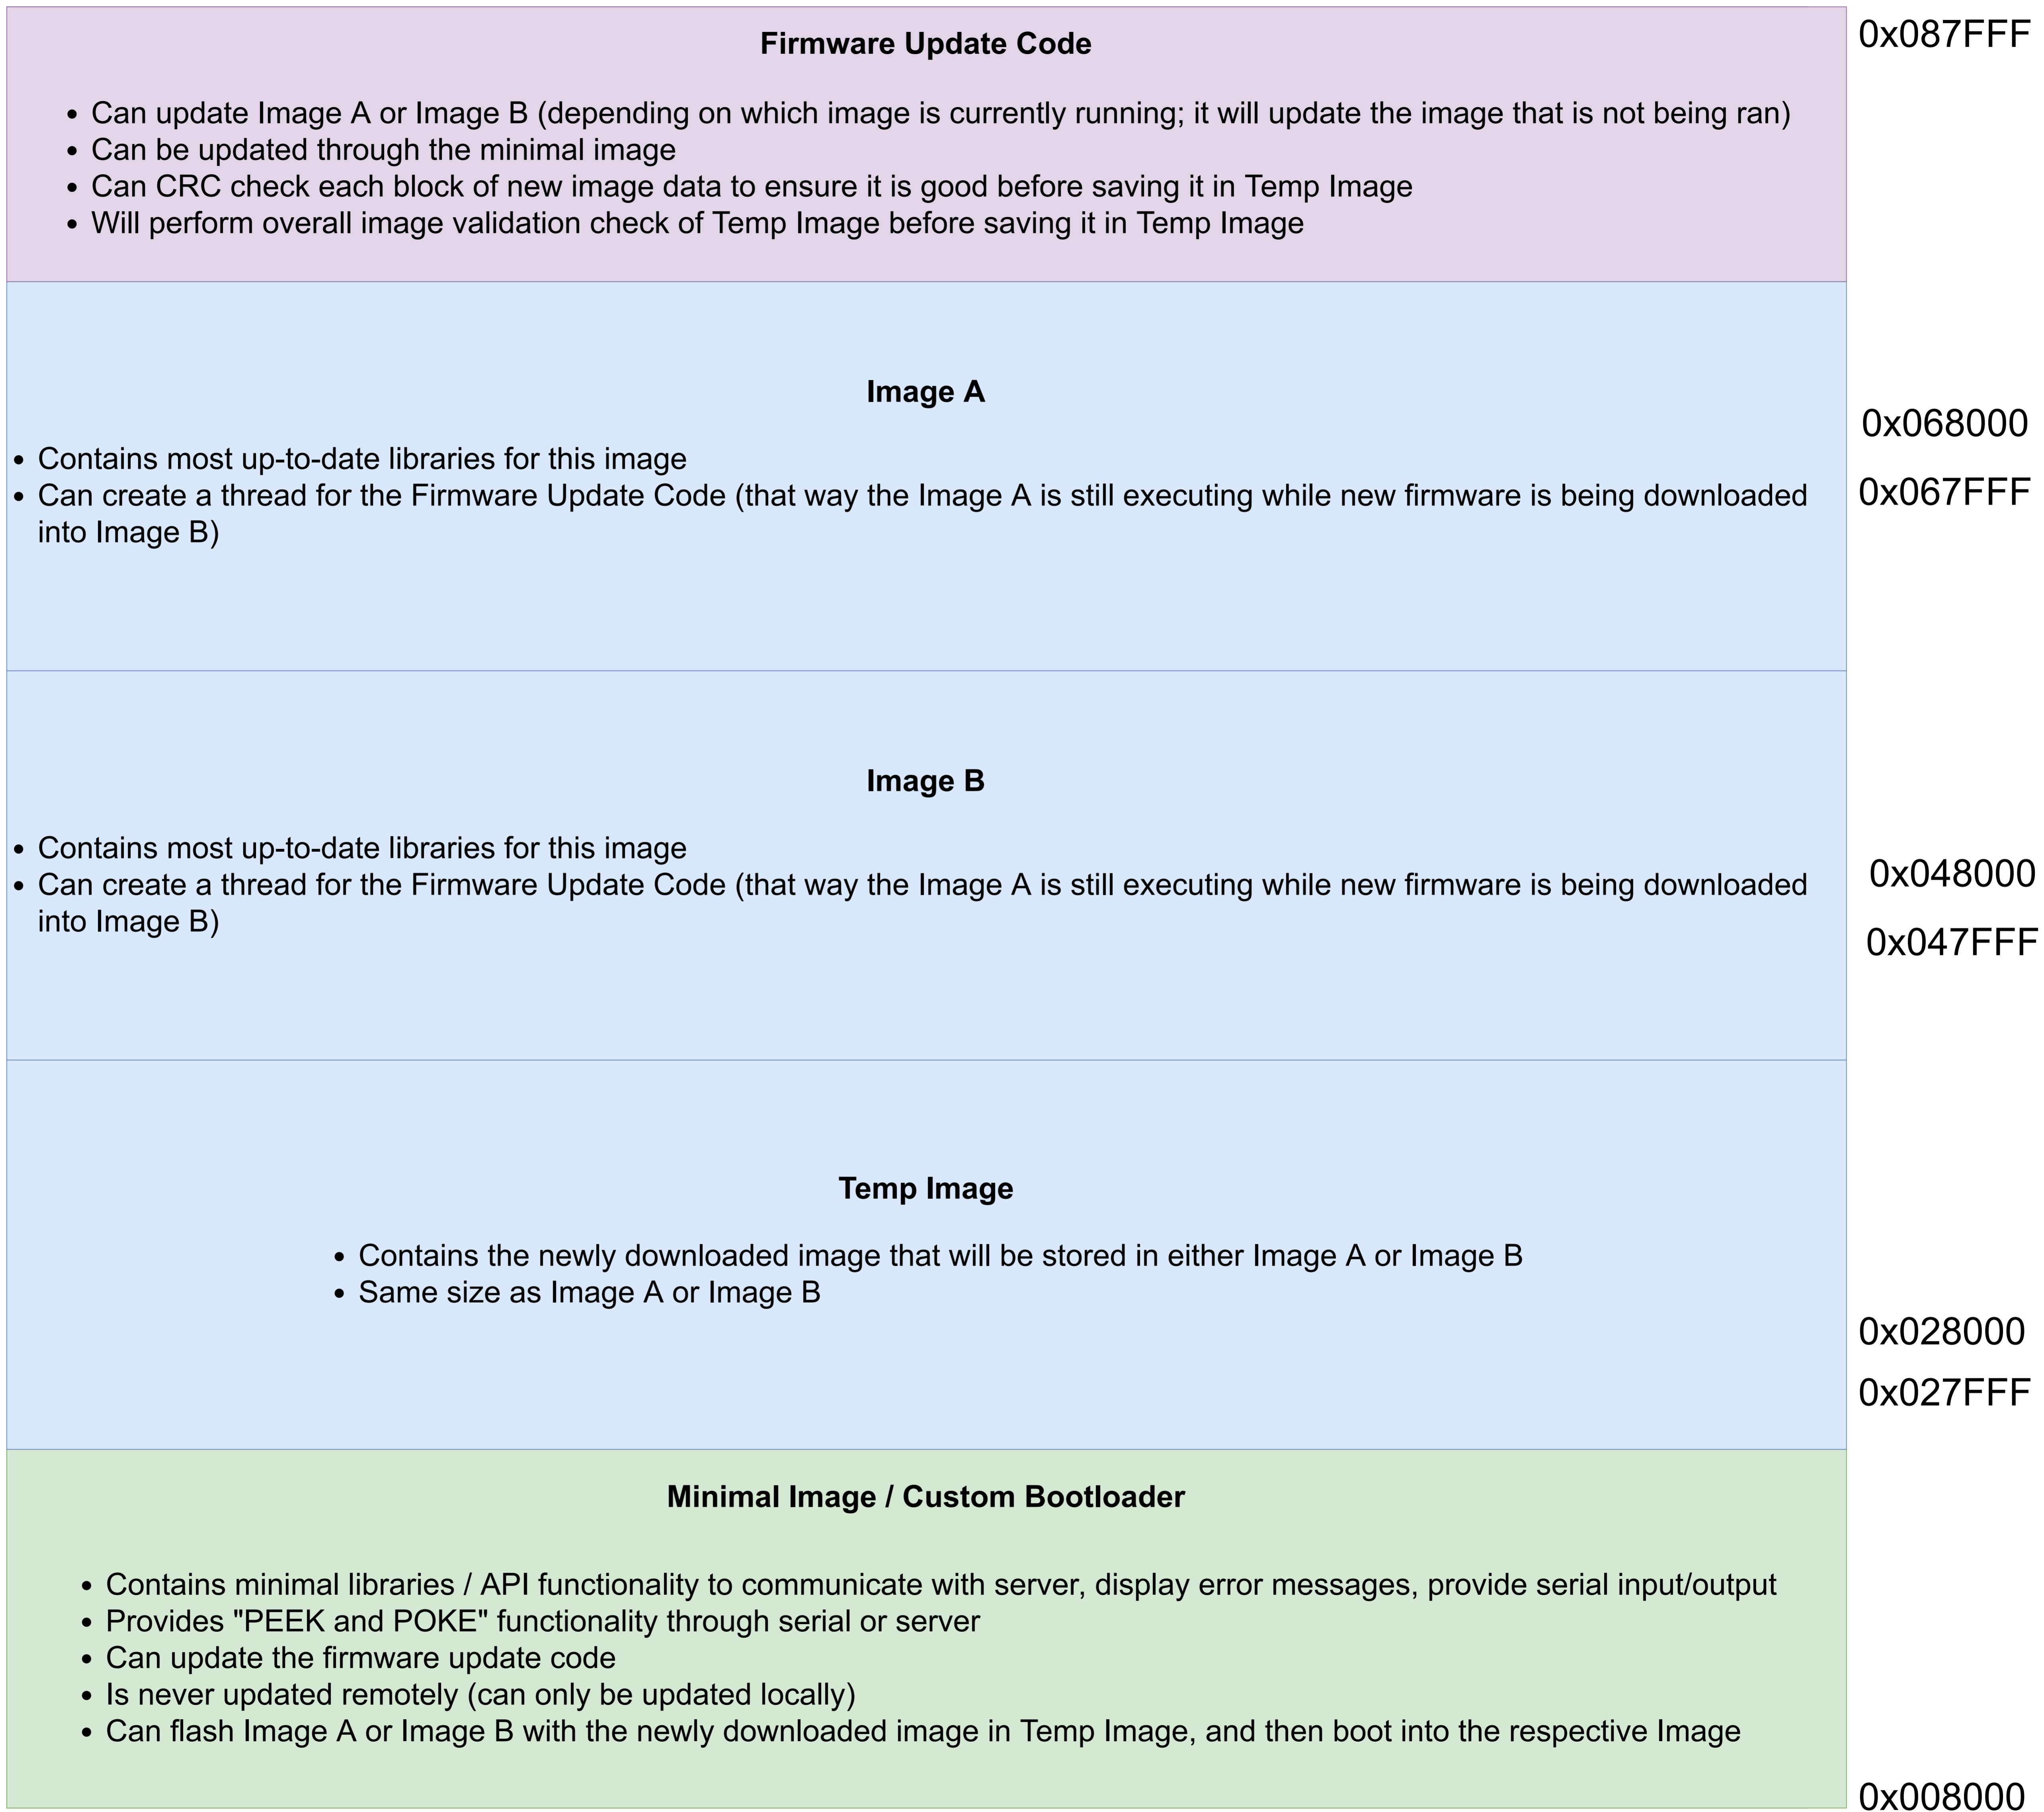 Firmware Update Code
0x087FFF
• Can update Image A or Image B (depending on which image is currently running; it will update the image that is not being ran)
• Can be updated through the minimal image
• Can CRC check each block of new image data to ensure it is good before saving it in Temp Image
• Will perform overall image validation check of Temp Image before saving it in Temp Image
Image A
0x068000
• Contains most up-to-date libraries for this image
• Can create a thread for the Firmware Update Code (that way the Image A is still executing while new firmware is being downloaded
0x067FFF
into Image B)
Image B
• Contains most up-to-date libraries for this image
0x048000
• Can create a thread for the Firmware Update Code (that way the Image A is still executing while new firmware is being downloaded
into Image B)
0x047FFF
Temp Image
• Contains the newly downloaded image that will be stored in either Image A or Image B
• Same size as Image A or Image B
0x028000
0x027FFF
Minimal Image / Custom Bootloader
• Contains minimal libraries / API functionality to communicate with server, display error messages, provide serial input/output
• Provides "PEEK and POKE" functionality through serial or server
• Can update the firmware update code
• Is never updated remotely (can only be updated locally)
• Can flash Image A or Image B with the newly downloaded image in Temp Image, and then boot into the respective Image
0x008000